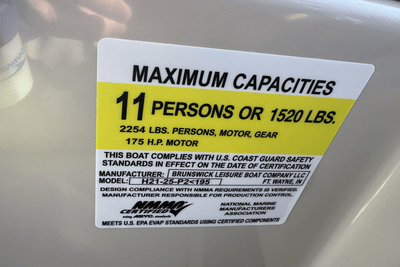 MAXIMUM CAPACITIES
11 PERSONS OR 1520 LBS.
2254 LBS. PERSONS, MOTOR, GEAR
175 H.P. MOTOR
THIS BOAT COMPLIES WITH U.S. COAST GUARD SAFETY
STANDARDS IN EFFECT ON THE DATE OF CERTIFICATION
MANUFACTURER: BRUNSWICK LEISURE BOAT COMPANY LLC
MODEL: H21-25-P2<195 FT. WAYNE, IN
DESIGN COMPLIANCE WITH NMMA REQUIREMENTS IS VERIFIED.
MANUFACTURER RESPONSIBLE FOR PRODUCTION CONTROL.
NMMA CERTIFIED using ABYC standards
NATIONAL MARINE
MANUFACTURERS
ASSOCIATION
MEETS U.S. EPA EVAP STANDARDS USING CERTIFIED COMPONENTS